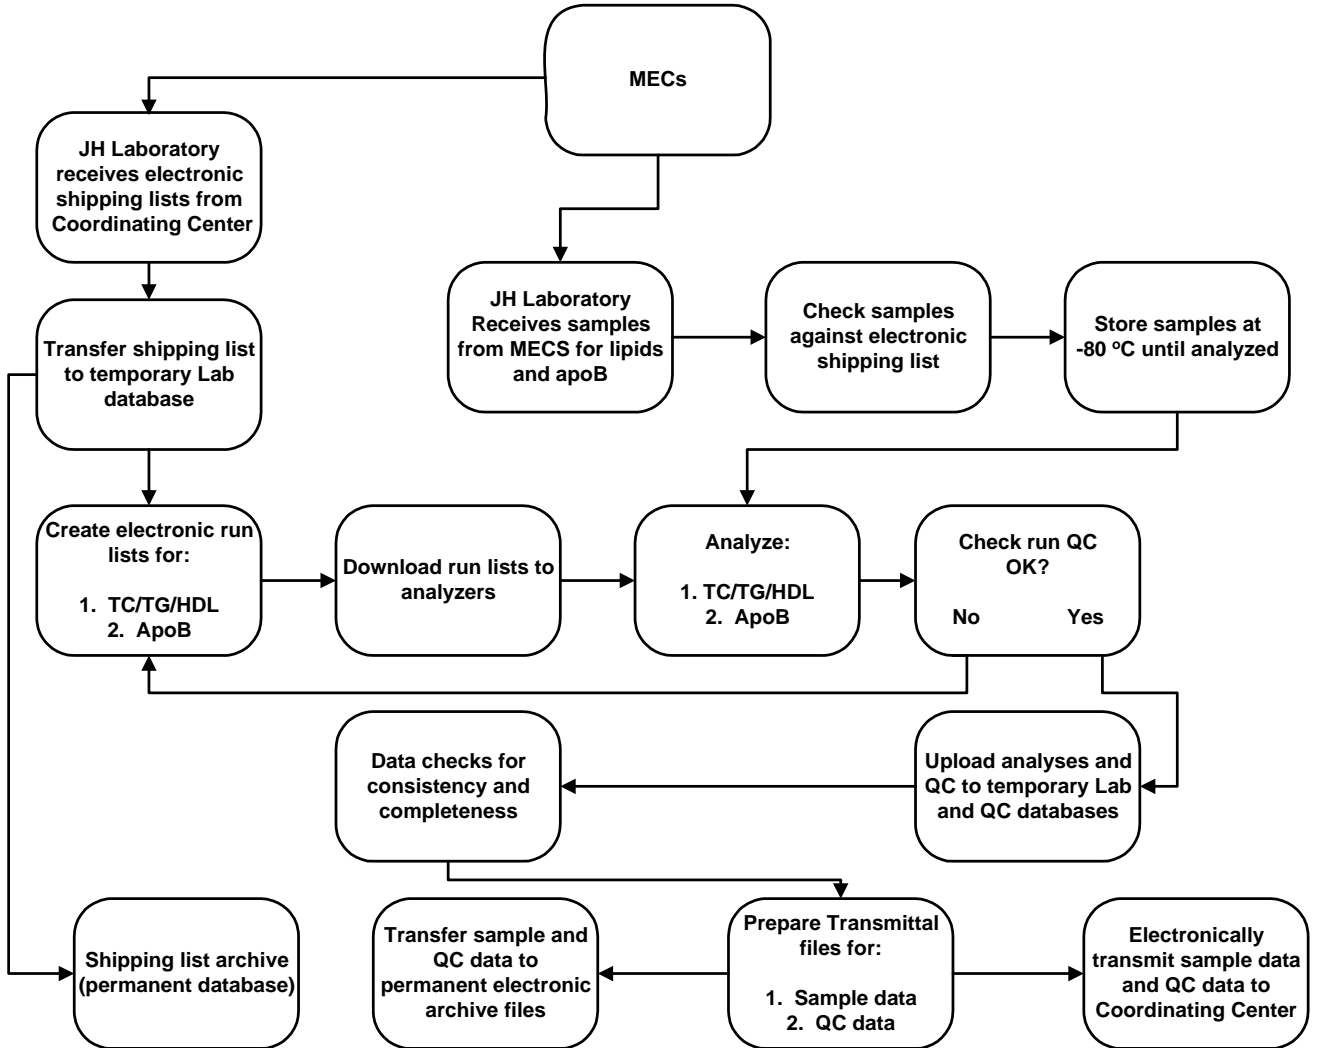 MECs
JH Laboratory
receives electronic
shipping lists from
Coordinating Center
JH Laboratory
Receives samples
from MECS for lipids
and apoB
Check samples
against electronic
shipping list
Store samples at
-80 ºC until analyzed
Transfer shipping list
to temporary Lab
database
Create electronic run
lists for:
1. TC/TG/HDL
2. ApoB
Download run lists to
analyzers
Analyze:
1. TC/TG/HDL
2. ApoB
Check run QC
OK?
No Yes
Data checks for
consistency and
completeness
Upload analyses and
QC to temporary Lab
and QC databases
Shipping list archive
(permanent database)
Transfer sample and
QC data to
permanent electronic
archive files
Prepare Transmittal
files for:
1. Sample data
2. QC data
Electronically
transmit sample data
and QC data to
Coordinating Center